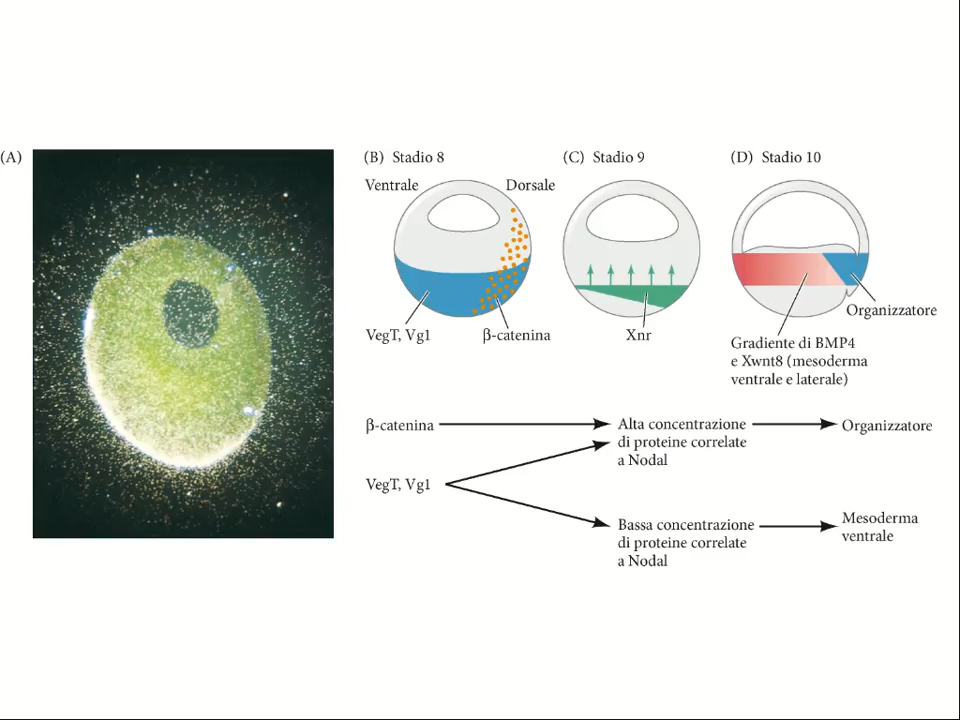 (A)
(B) Stadio 8
(C) Stadio 9
(D) Stadio 10
Ventrale
Dorsale
VegT, Vg1
β-catenina
Xnr
Organizzatore
Gradiente di BMP4
e Xwnt8 (mesoderma
ventrale e laterale)
β-catenina
Alta concentrazione
di proteine correlate
a Nodal
Organizzatore
VegT, Vg1
Bassa concentrazione
di proteine correlate
a Nodal
Mesoderma
ventrale